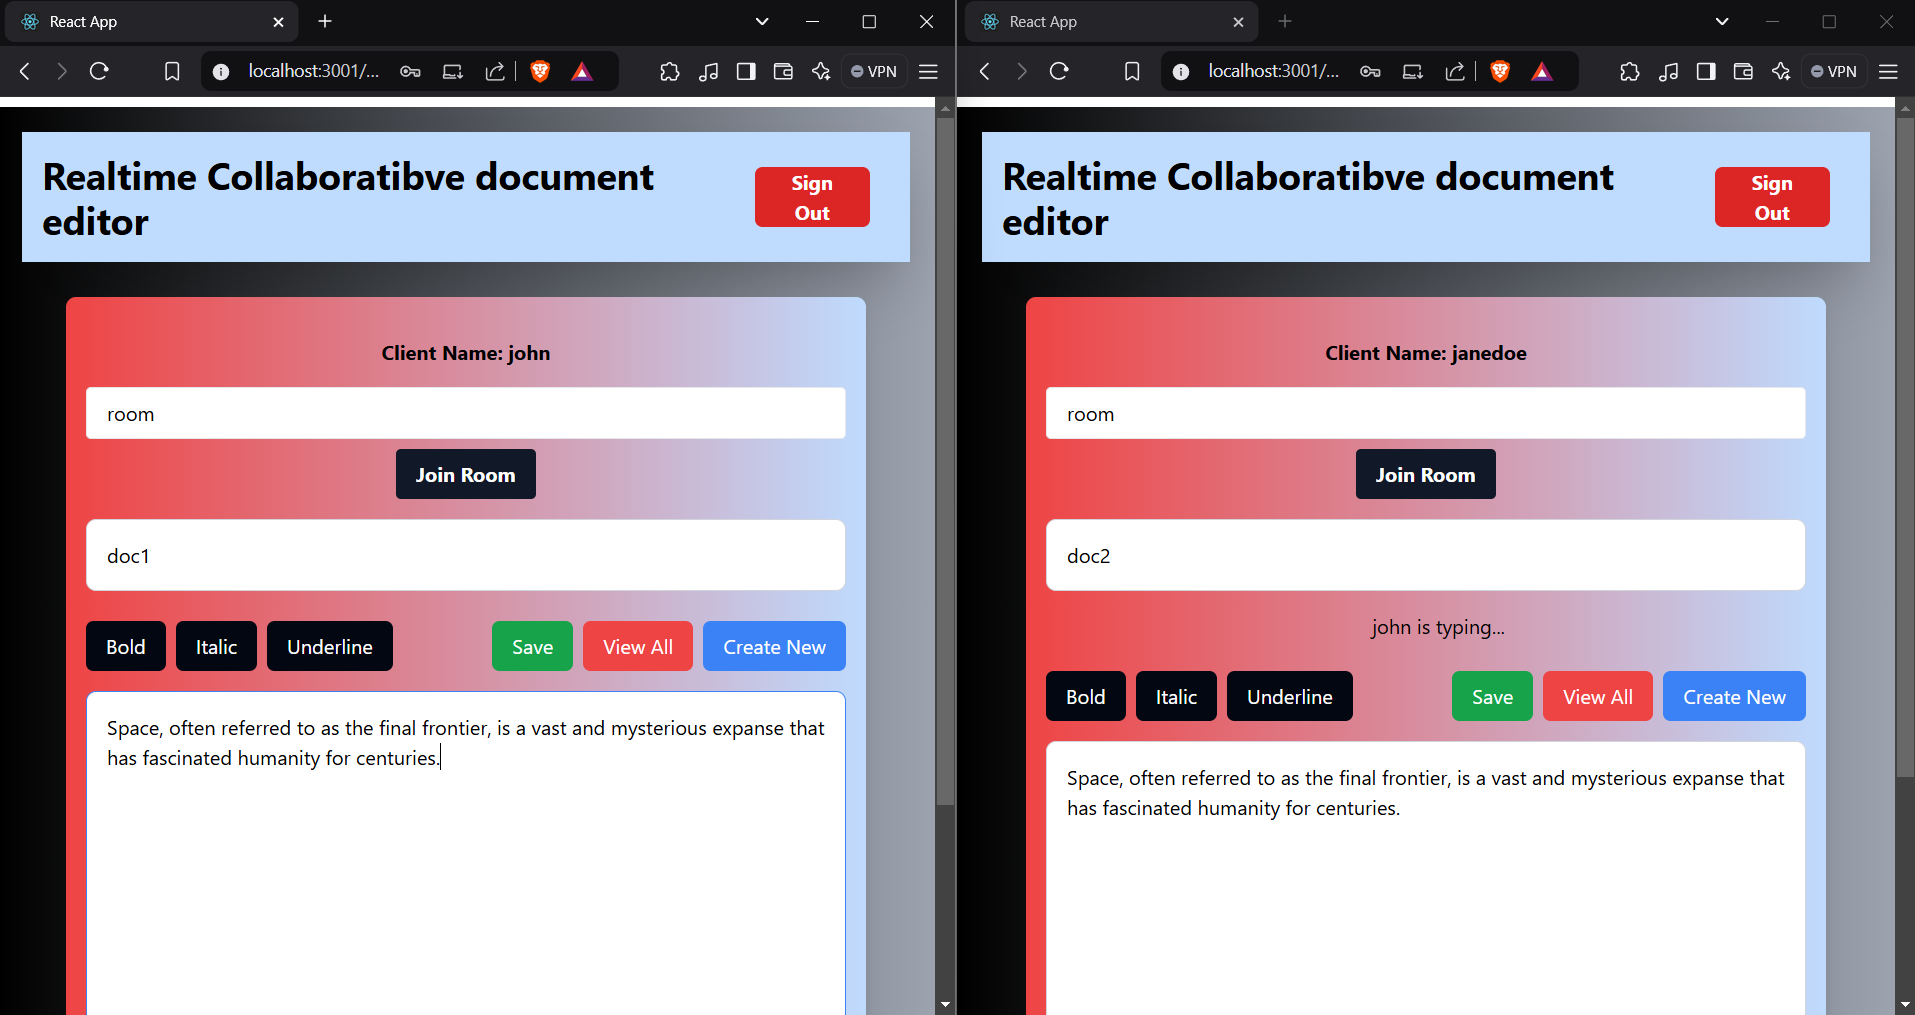 React App
localhost:3001/...
VPN
Realtime Collaboratibve document
editor
Sign
Out
Client Name: john
room
Join Room
doc1
Bold
Italic
Underline
Save
View All
Create New
Space, often referred to as the final frontier, is a vast and mysterious expanse that
has fascinated humanity for centuries.
React App
localhost:3001/...
VPN
Realtime Collaboratibve document
editor
Sign
Out
Client Name: janedoe
room
Join Room
doc2
john is typing...
Bold
Italic
Underline
Save
View All
Create New
Space, often referred to as the final frontier, is a vast and mysterious expanse that
has fascinated humanity for centuries.